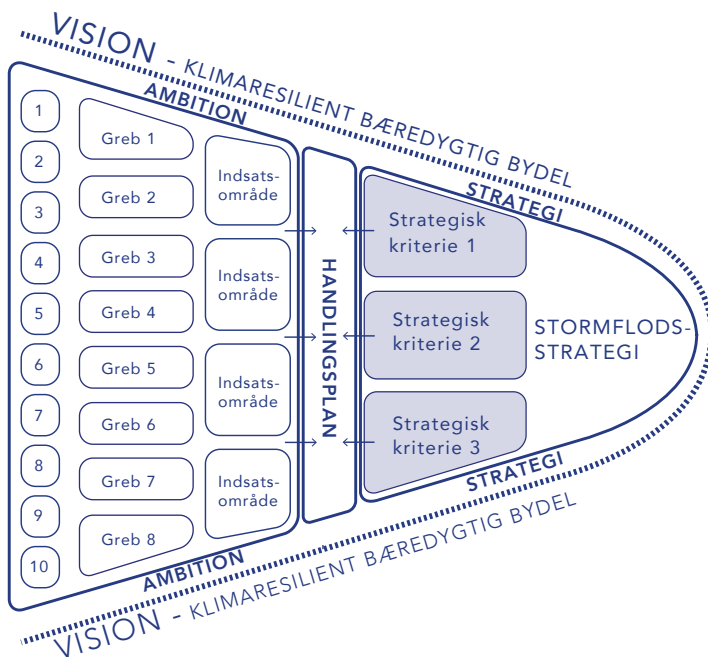 VISION - KLIMARESILIENT BÆREDYGTIG BYDEL
AMBITION
STRATEGI
1
2
3
4
5
6
7
8
9
10
Greb 1
Greb 2
Greb 3
Greb 4
Greb 5
Greb 6
Greb 7
Greb 8
Indsats-
område
Indsats-
område
Indsats-
område
Indsats-
område
HANDLINGSPLAN
Strategisk
kriterie 1
Strategisk
kriterie 2
Strategisk
kriterie 3
STORMFLODS-
STRATEGI
STRATEGI
AMBITION
VISION - KLIMARESILIENT BÆREDYGTIG BYDEL